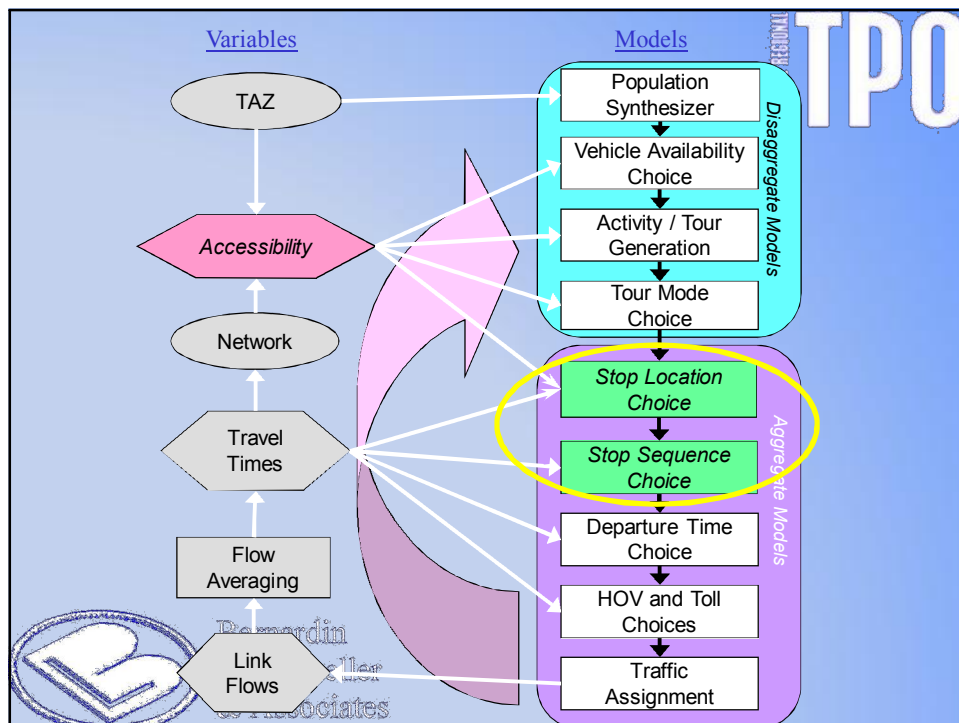 Variables
Models
REGIONAL
TPO
TAZ
Accessibility
Network
Travel
Times
Flow
Averaging
Link
Flows
Population
Synthesizer
Vehicle Availability
Choice
Activity / Tour
Generation
Tour Mode
Choice
Disaggregate Models
Stop Location
Choice
Stop Sequence
Choice
Departure Time
Choice
HOV and Toll
Choices
Traffic
Assignment
Aggregate Models
Associates